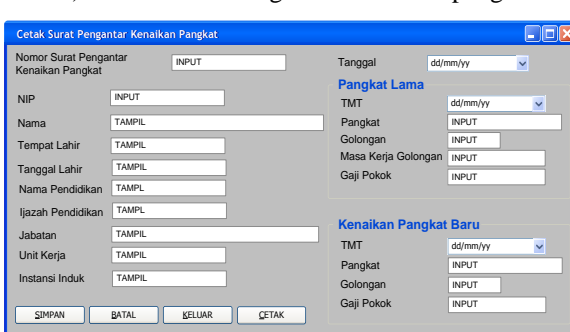 Cetak Surat Pengantar Kenaikan Pangkat
Nomor Surat Pengantar
Kenaikan Pangkat
INPUT
NIP INPUT
Nama TAMPIL
Tempat Lahir TAMPIL
Tanggal Lahir TAMPIL
Nama Pendidikan TAMPL
Ijazah Pendidikan TAMPL
Jabatan TAMPIL
Unit Kerja TAMPIL
Instansi Induk TAMPIL
SIMPAN BATAL KELUAR CETAK
Tanggal dd/mm/yy
Pangkat Lama
TMT dd/mm/yy
Pangkat INPUT
Golongan INPUT
Masa Kerja Golongan INPUT
Gaji Pokok INPUT
Kenaikan Pangkat Baru
TMT dd/mm/yy
Pangkat INPUT
Golongan INPUT
Gaji Pokok INPUT